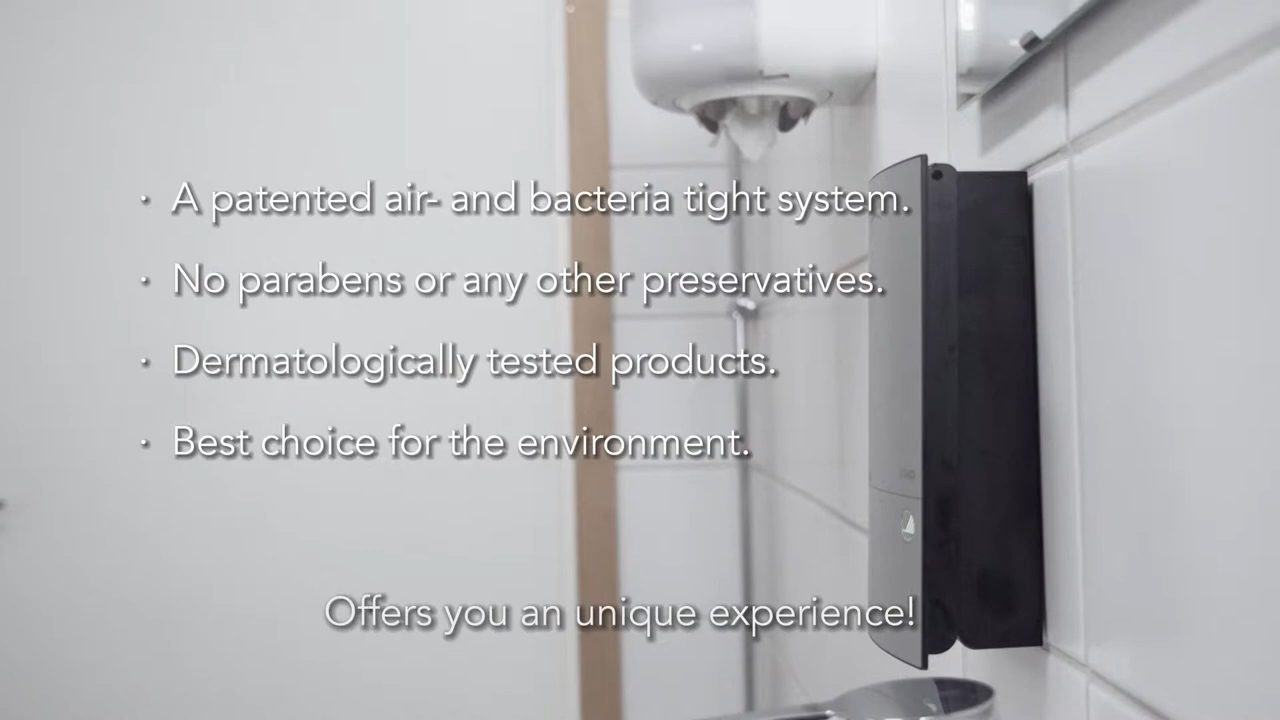 · A patented air- and bacteria tight system.
· No parabens or any other preservatives.
· Dermatologically tested products.
· Best choice for the environment.
Offers you an unique experience!